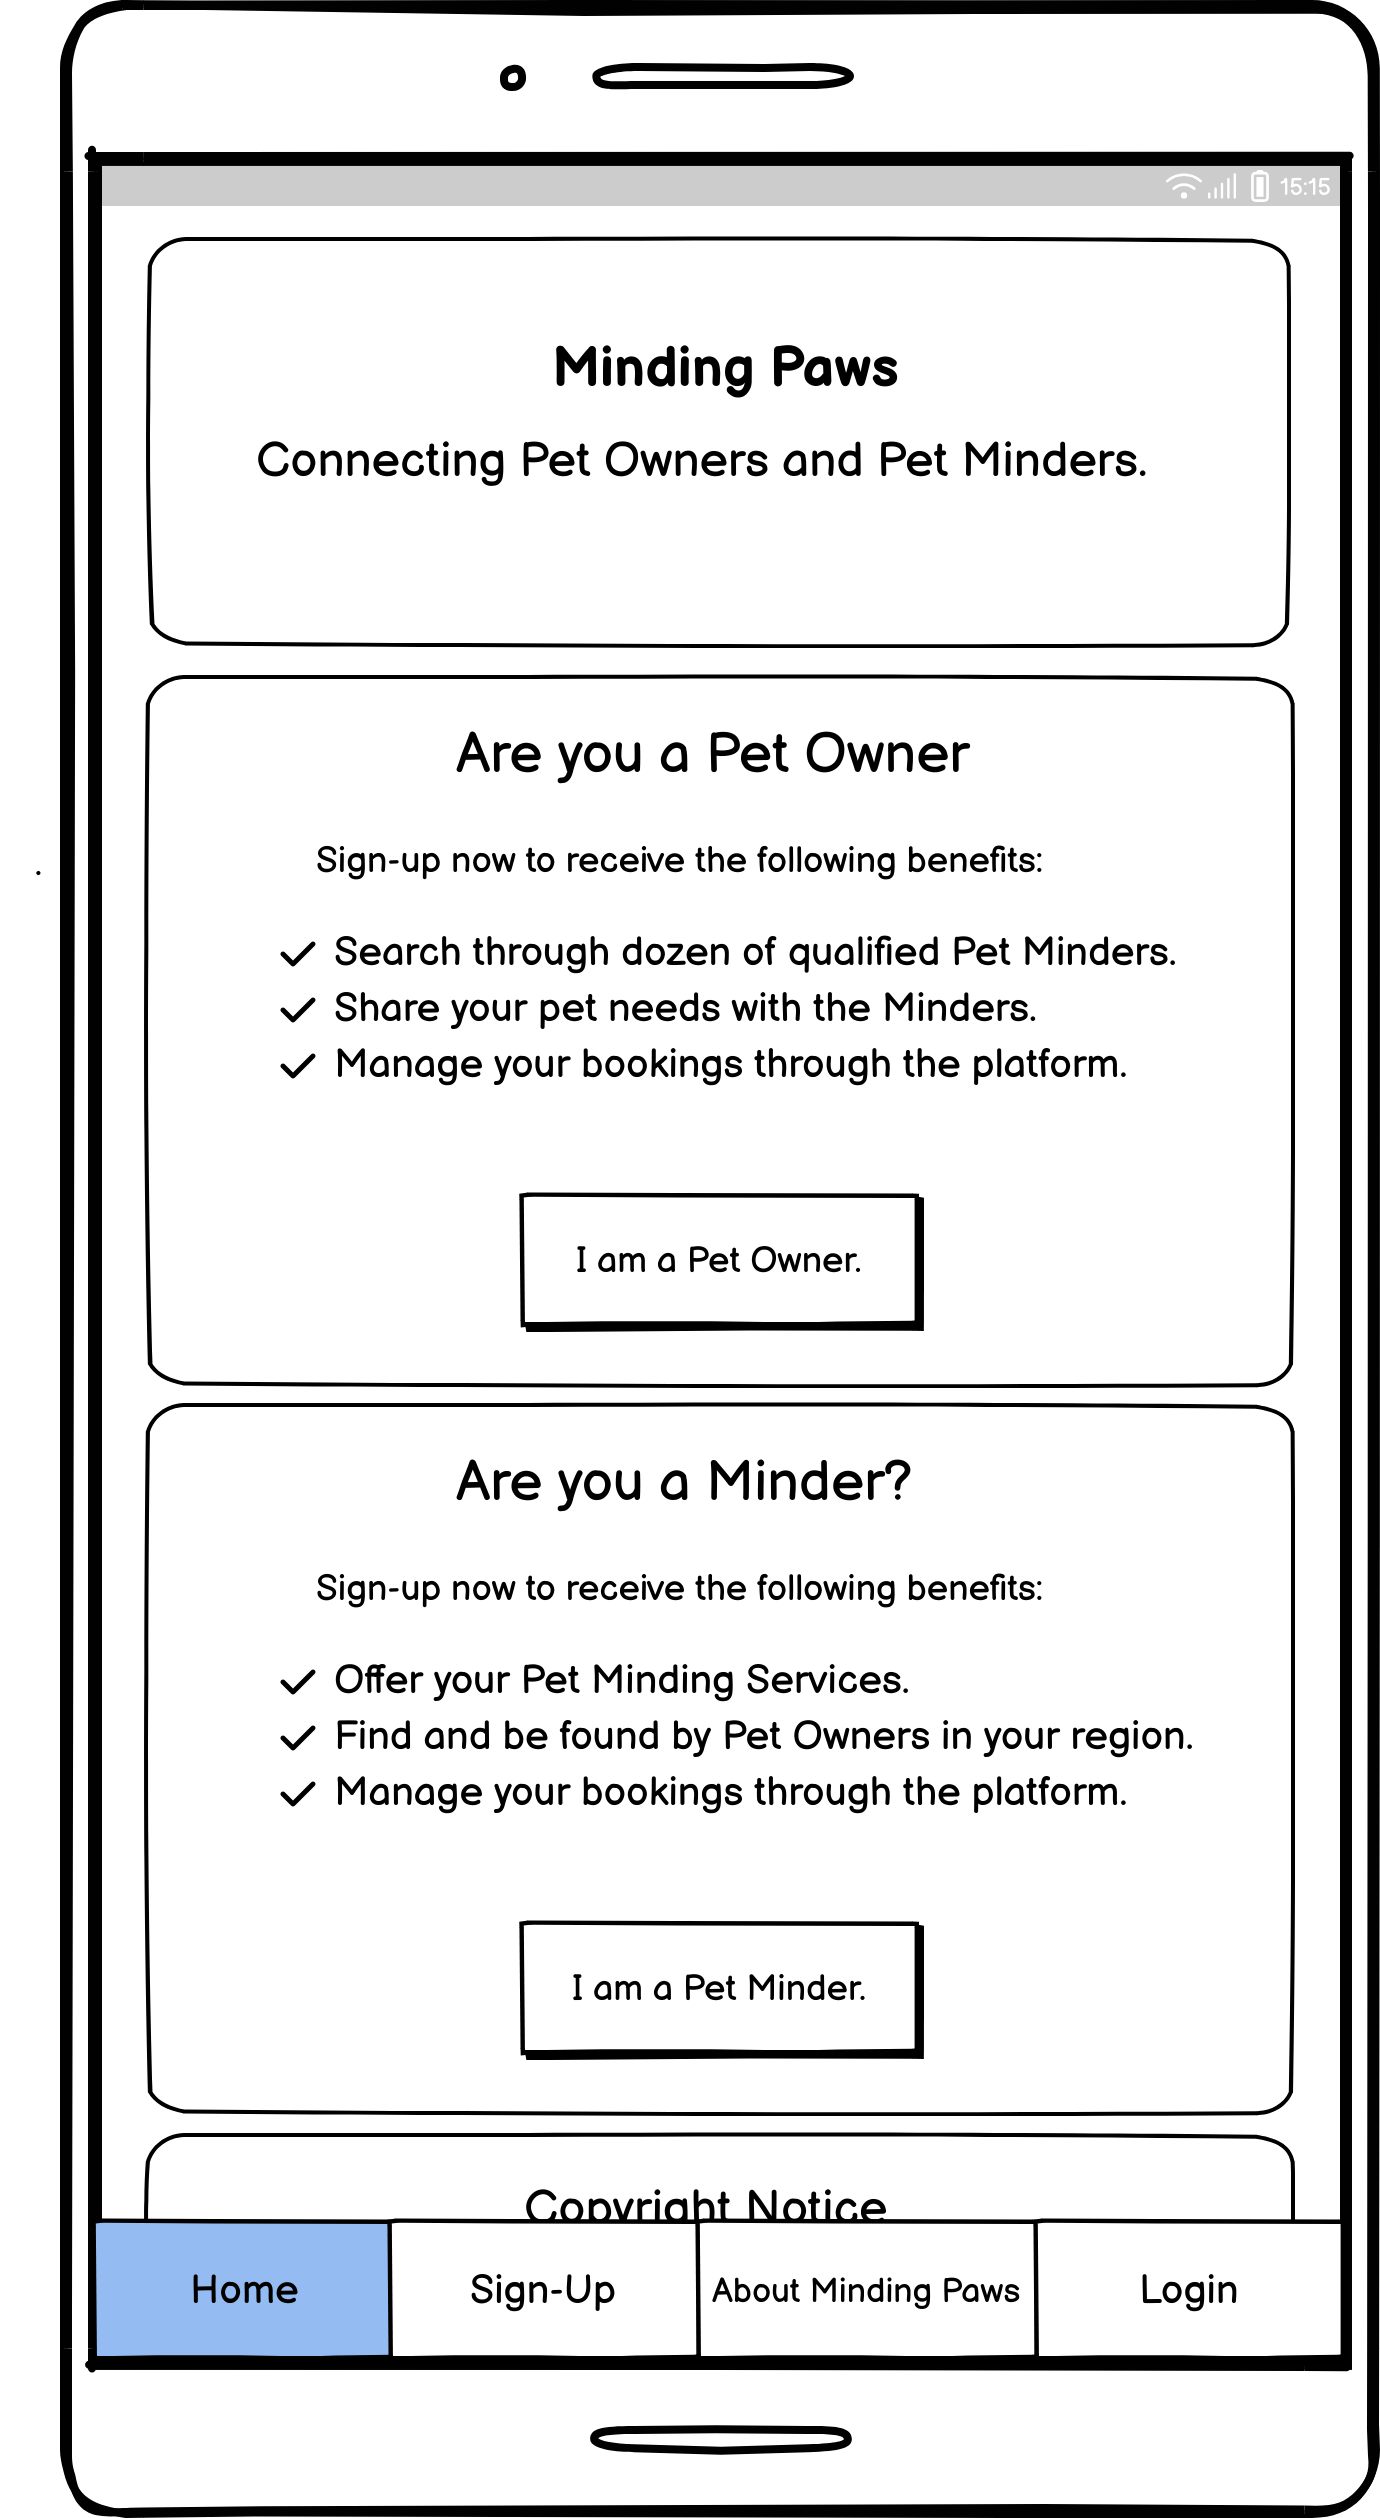 15:15
Minding Paws
Connecting Pet Owners and Pet Minders.
Are you a Pet Owner
Sign-up now to receive the following benefits:
Search through dozen of qualified Pet Minders.
Share your pet needs with the Minders.
Manage your bookings through the platform.
I am a Pet Owner.
Are you a Minder?
Sign-up now to receive the following benefits:
Offer your Pet Minding Services.
Find and be found by Pet Owners in your region.
Manage your bookings through the platform.
I am a Pet Minder.
Copyright Notice
Home
Sign-Up
About Minding Paws
Login